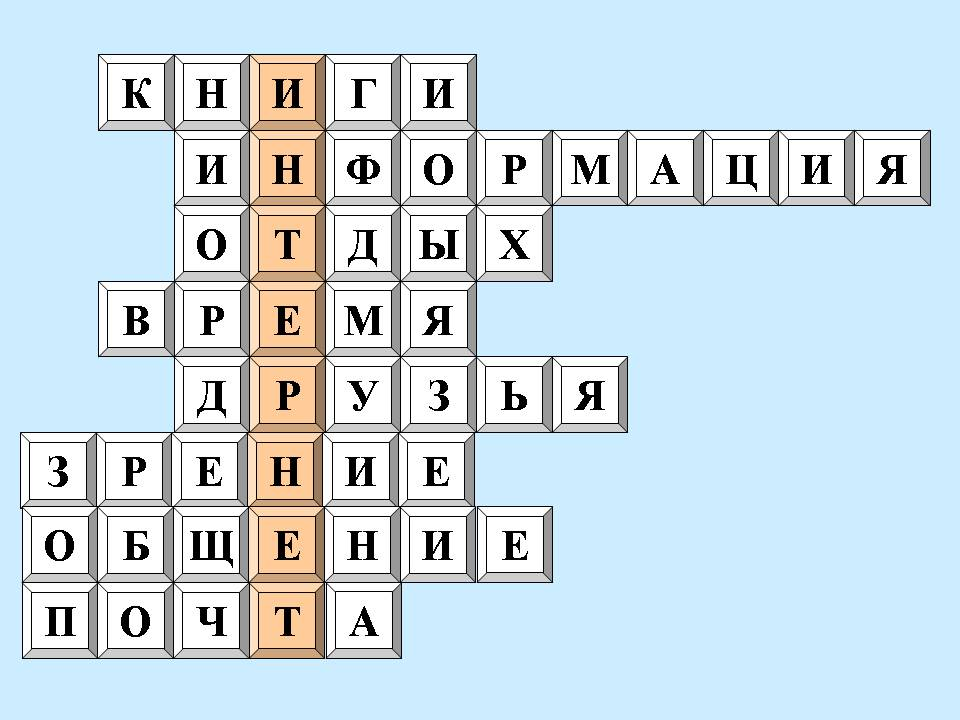 КНИГИ
ИНФОРМАЦИЯ
ОТДЫХ
ВРЕМЯ
ДРУЗЬЯ
ЗРЕНИЕ
ОБЩЕНИЕ
ПОЧТА